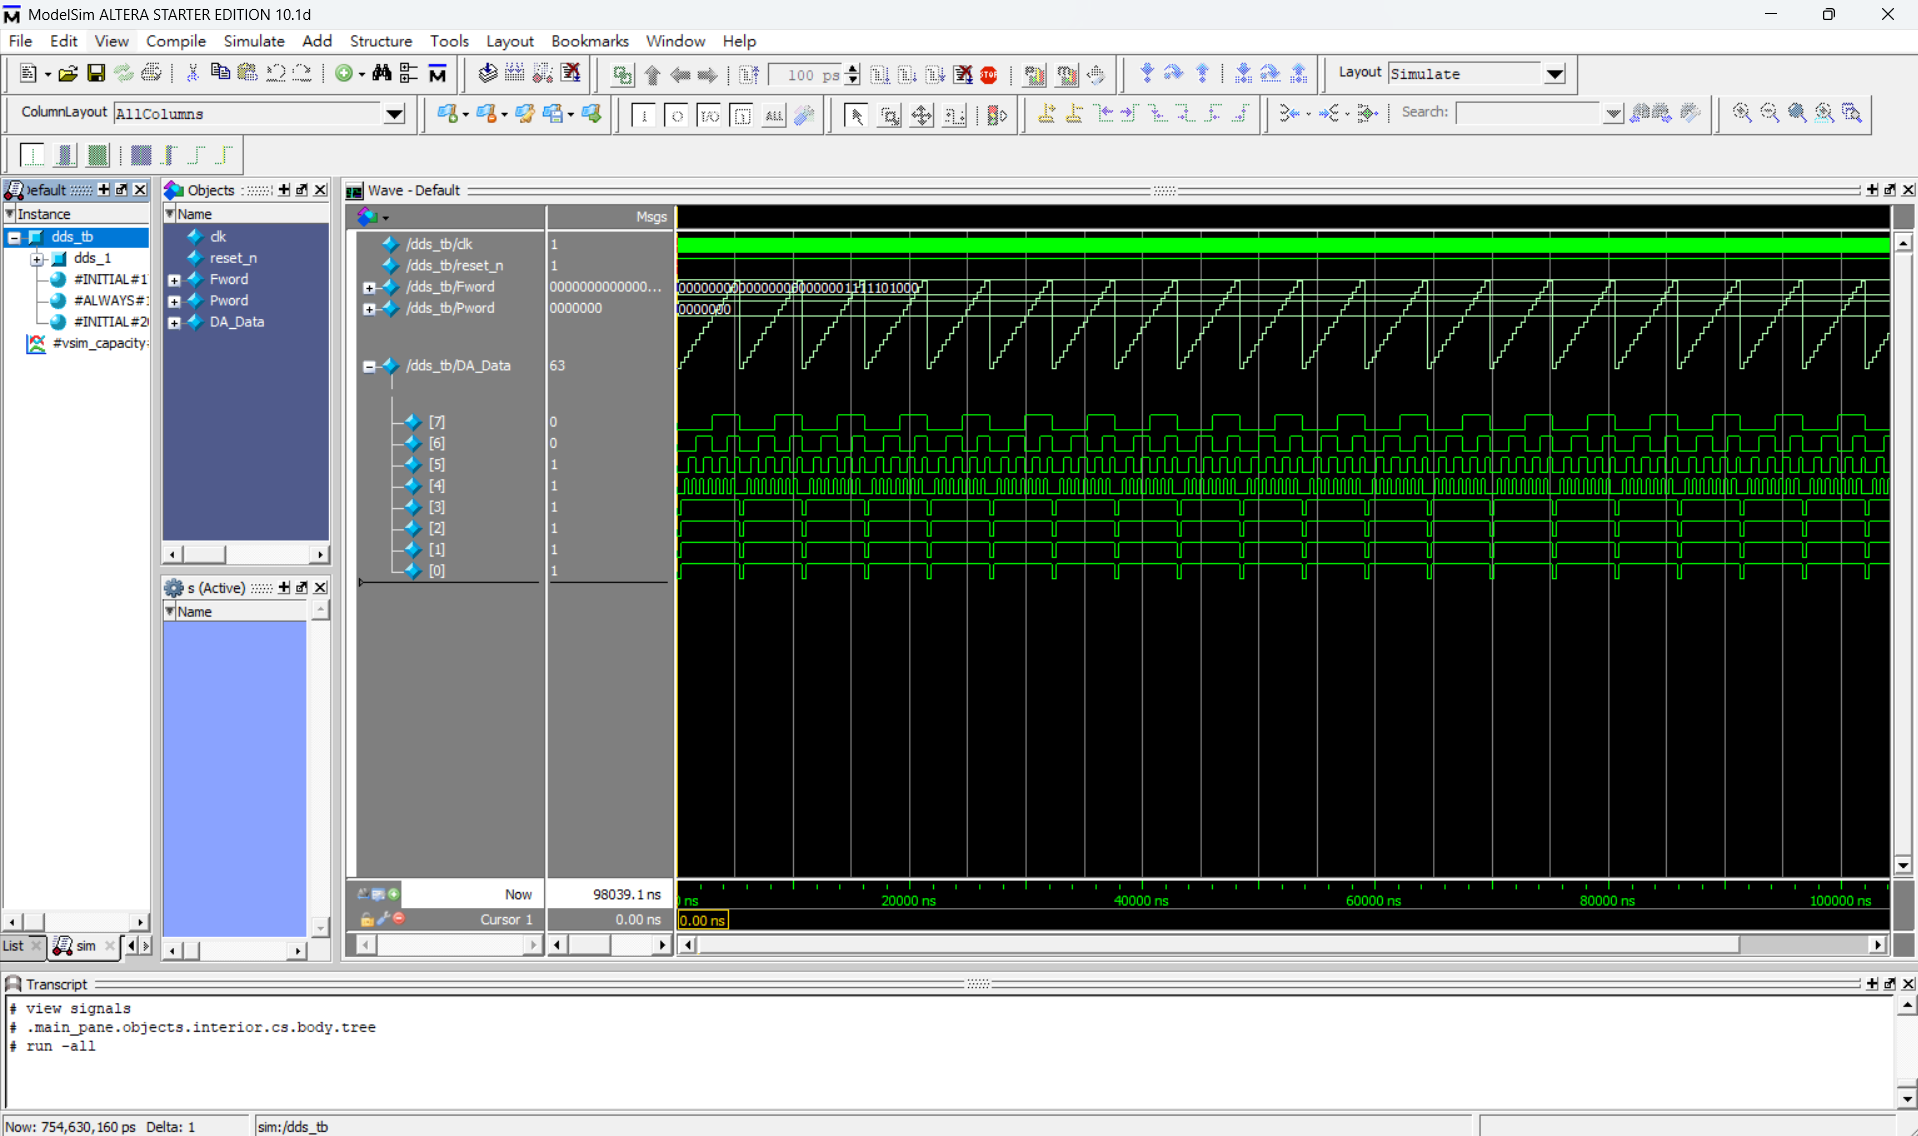 ModelSim ALTERA STARTER EDITION 10.1d
File Edit View Compile Simulate Add Structure Tools Layout Bookmarks Window Help
100 ps
Layout Simulate
ColumnLayout AllColumns
ALL
Search:
Default
Instance
dds_tb
dds_1
#INITIAL#1
#ALWAYS#
#INITIAL#2
#vsim_capacity
List
sim
Objects
Name
clk
reset_n
Fword
Pword
DA_Data
s (Active)
Name
Wave - Default
Msgs
/dds_tb/clk 1
/dds_tb/reset_n 1
/dds_tb/Fword 0000000000000...
/dds_tb/Pword 0000000 0000000
/dds_tb/DA_Data 63
[7] 0
[6] 0
[5] 1
[4] 1
[3] 1
[2] 1
[1] 1
[0] 1
Now 98039.1 ns
Cursor 1 0.00 ns
ns 20000 ns 40000 ns 60000 ns 80000 ns 100000 ns
0.00 ns
Transcript
# view signals
# .main_pane.objects.interior.cs.body.tree
# run -all
Now: 754,630,160 ps Delta: 1
sim:/dds_tb